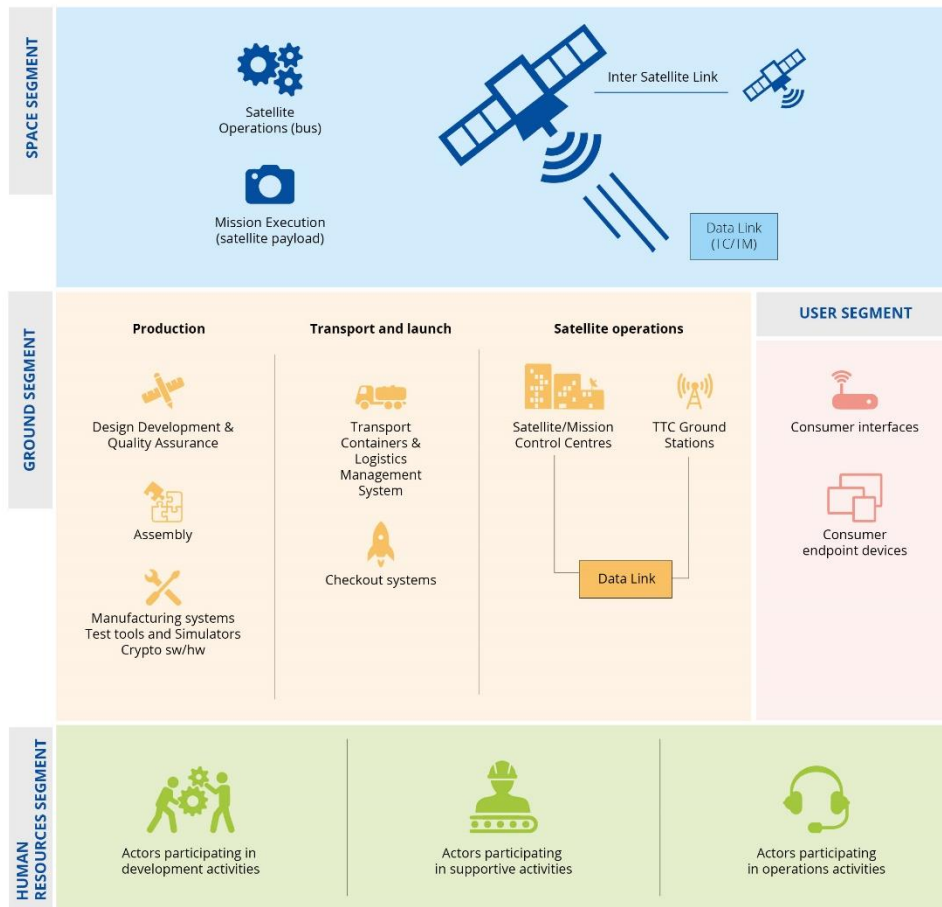 SPACE SEGMENT
Satellite
Operations (bus)
Mission Execution
(satellite payload)
Inter Satellite Link
Data Link
(TC/TM)
GROUND SEGMENT
Production
Design Development &
Quality Assurance
Assembly
Manufacturing systems
Test tools and Simulators
Crypto sw/hw
Transport and launch
Transport
Containers &
Logistics
Management
System
Checkout systems
Satellite operations
Satellite/Mission
Control Centres
TTC Ground
Stations
Data Link
USER SEGMENT
Consumer interfaces
Consumer
endpoint devices
HUMAN
RESOURCES SEGMENT
Actors participating in
development activities
Actors participating
in supportive activities
Actors participating
in operations activities